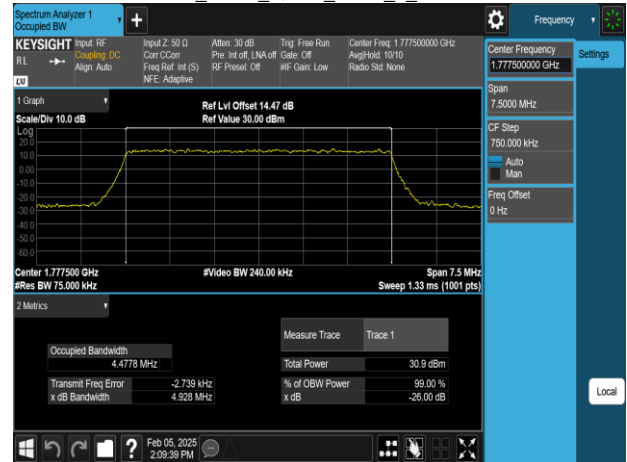 Spectrum Analyzer 1
Occupied BW
Frequency
KEYSIGHT
RL
LXI
Input: RF
Coupling: DC
Align: Auto
Input Z: 50 Ω
Corr CCorr
Freq Ref: Int (S)
NFE: Adaptive
Atten: 30 dB
Pre: Int off, LNA off
RF Presel: Off
Trig: Free Run
Gate: Off
#IF Gain: Low
Center Freq: 1.777500000 GHz
Avg|Hold: 10/10
Radio Std: None
Center Frequency
1.777500000 GHz
Settings
Span
7.5000 MHz
CF Step
750.000 kHz
Auto
Man
Freq Offset
0 Hz
1 Graph
Scale/Div 10.0 dB
Ref Lvl Offset 14.47 dB
Ref Value 30.00 dBm
Log
20.0
10.0
0.00
-10.0
-20.0
-30.0
-40.0
-50.0
-60.0
Center 1.777500 GHz
#Video BW 240.00 kHz
Span 7.5 MHz
#Res BW 75.000 kHz
Sweep 1.33 ms (1001 pts)
2 Metrics
Measure Trace Trace 1
Occupied Bandwidth
4.4778 MHz
Total Power 30.9 dBm
Transmit Freq Error -2.739 kHz
% of OBW Power 99.00 %
x dB Bandwidth 4.928 MHz
x dB -26.00 dB
Local
Feb 05, 2025
2:09:39 PM